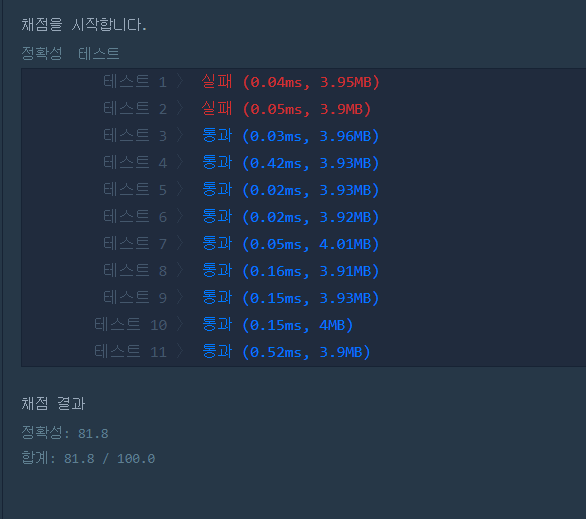 채점을 시작합니다.
정확성 테스트
테스트 1 〉 실패 (0.04ms, 3.95MB)
테스트 2 〉 실패 (0.05ms, 3.9MB)
테스트 3 〉 통과 (0.03ms, 3.96MB)
테스트 4 〉 통과 (0.42ms, 3.93MB)
테스트 5 〉 통과 (0.02ms, 3.93MB)
테스트 6 〉 통과 (0.02ms, 3.92MB)
테스트 7 〉 통과 (0.05ms, 4.01MB)
테스트 8 〉 통과 (0.16ms, 3.91MB)
테스트 9 〉 통과 (0.15ms, 3.93MB)
테스트 10 〉 통과 (0.15ms, 4MB)
테스트 11 〉 통과 (0.52ms, 3.9MB)
채점 결과
정확성: 81.8
합계: 81.8 / 100.0